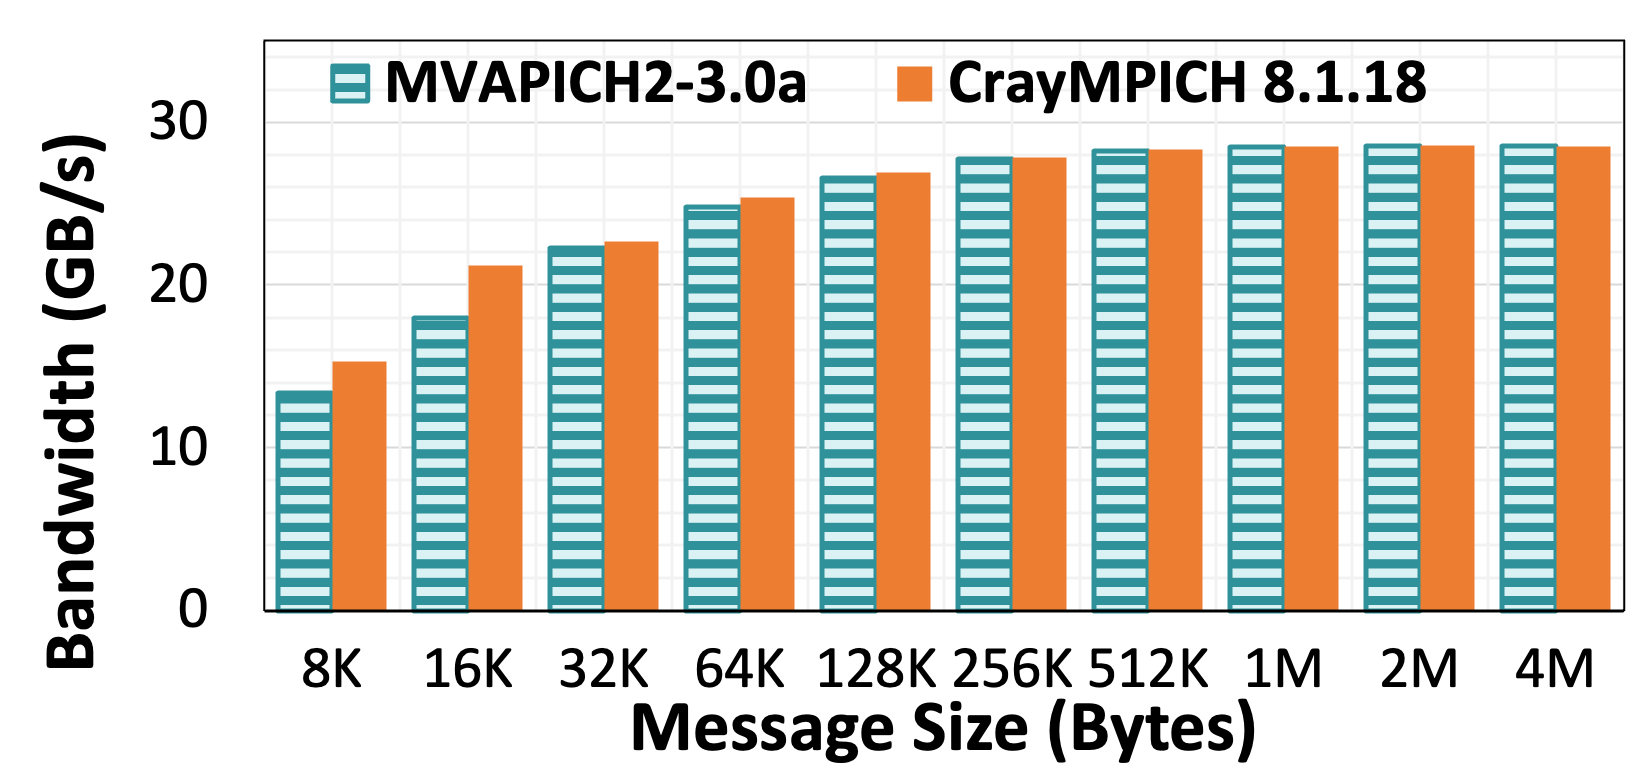 MVAPICH2-3.0a CrayMPICH 8.1.18
30
20
10
0
Bandwidth (GB/s)
8K 16K 32K 64K 128K 256K 512K 1M 2M 4M
Message Size (Bytes)